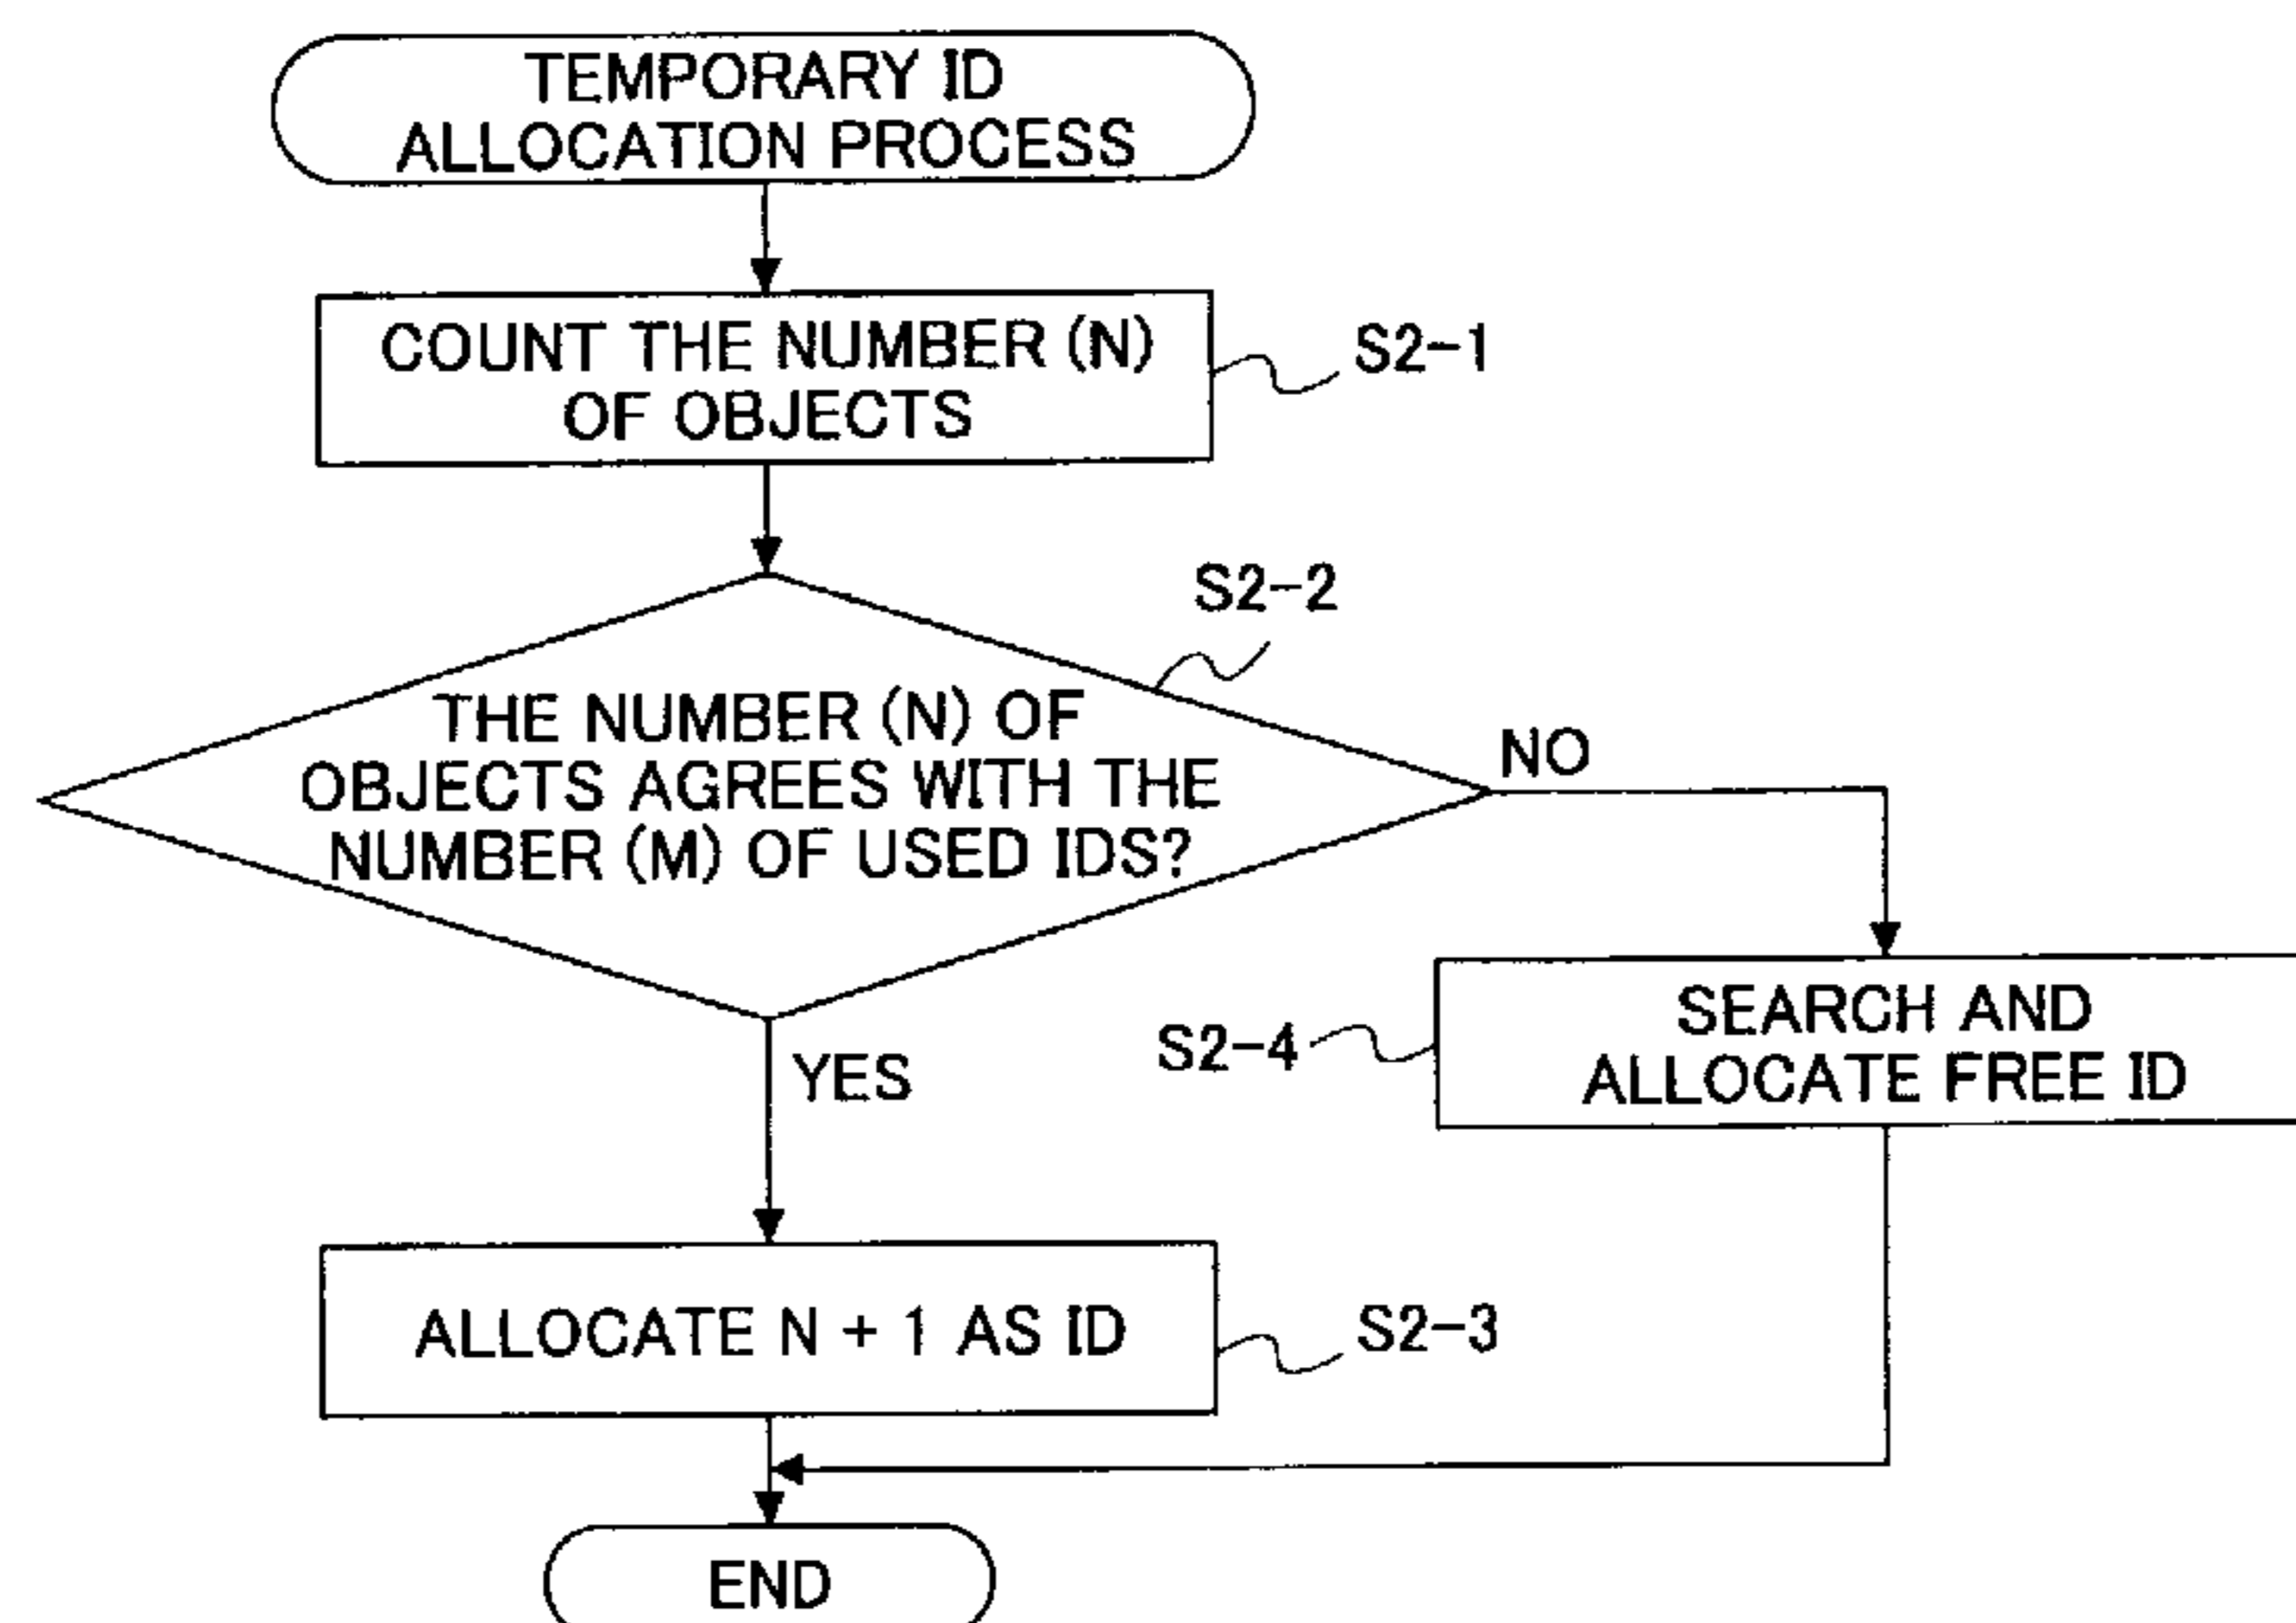 TEMPORARY ID
ALLOCATION PROCESS
COUNT THE NUMBER (N)
OF OBJECTS
S2-1
S2-2
THE NUMBER (N) OF
OBJECTS AGREES WITH THE
NUMBER (M) OF USED IDS?
NO
SEARCH AND
ALLOCATE FREE ID
S2-4
YES
ALLOCATE N + 1 AS ID
S2-3
END